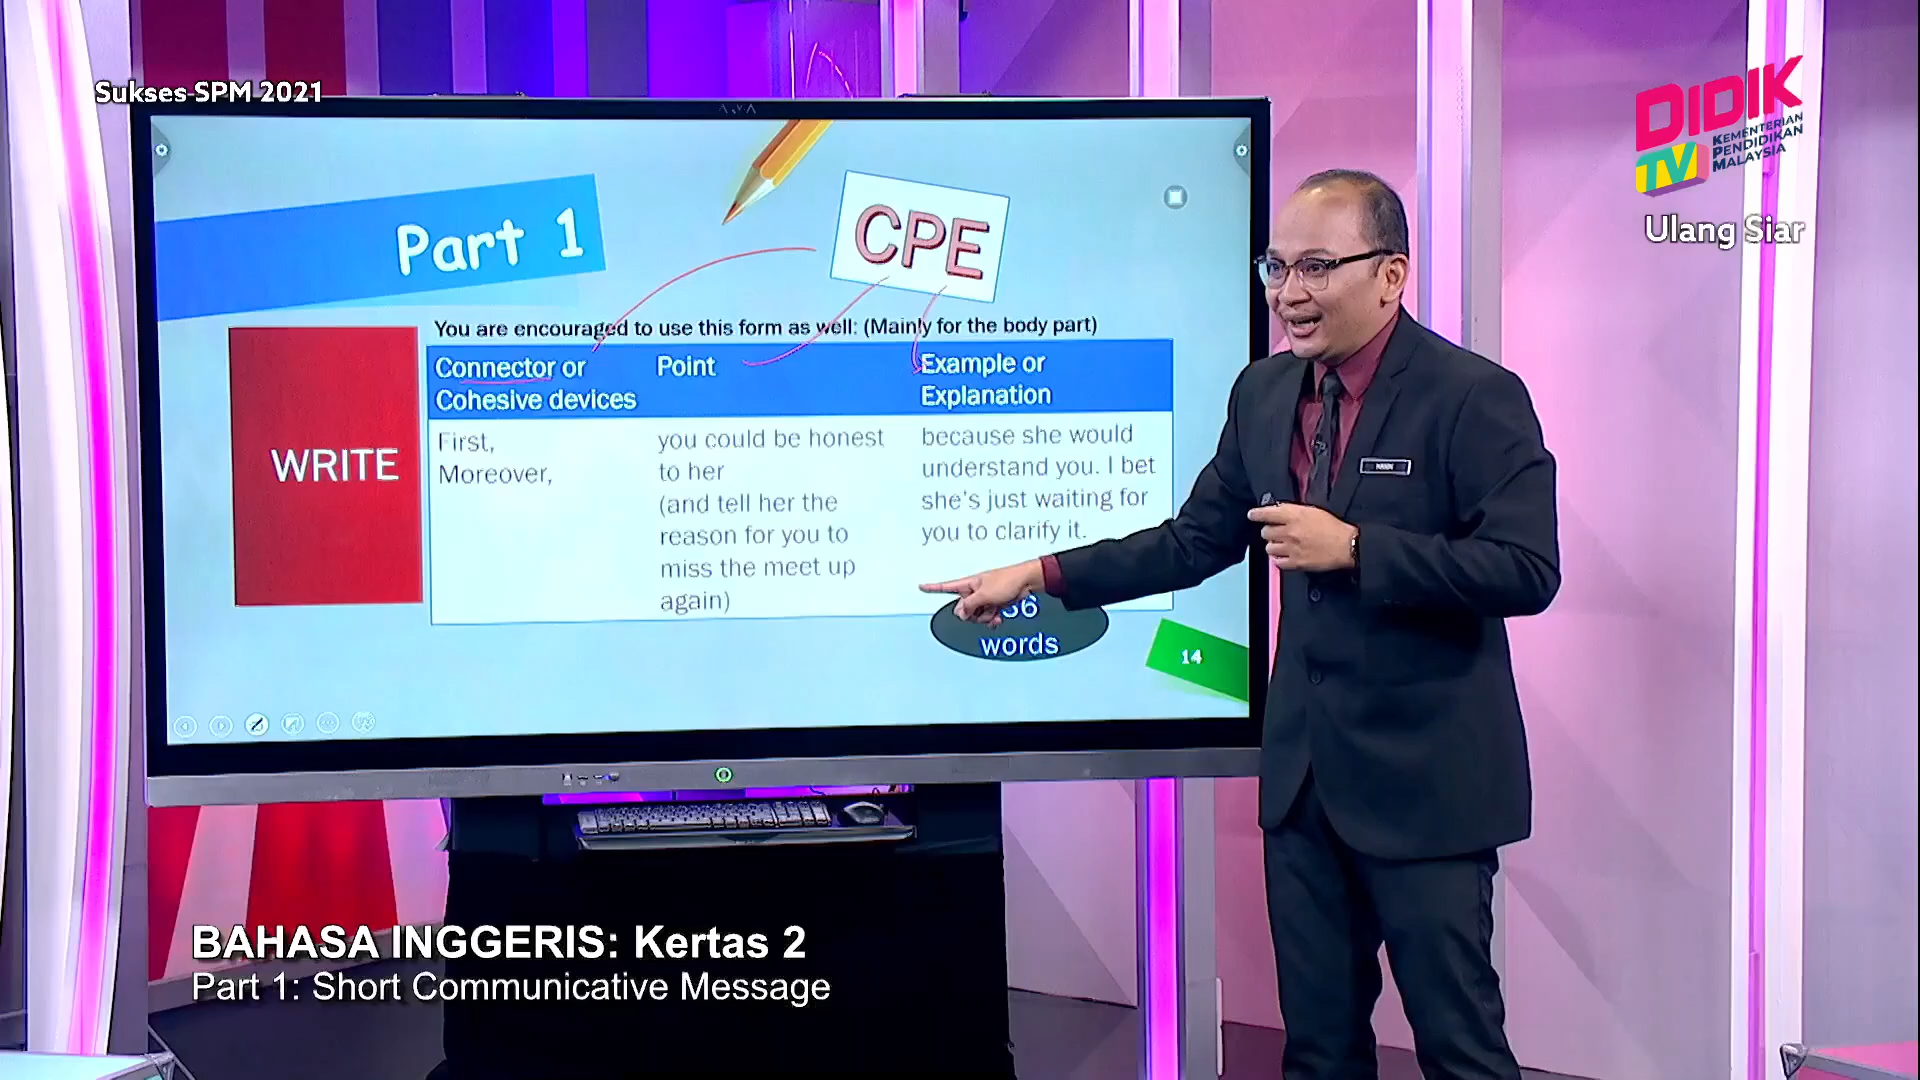 Sukses SPM 2021
DIDIK
TV
KEMENTERIAN
PENDIDIKAN
MALAYSIA
Ulang Siar
Part 1
CPE
You are encouraged to use this form as well: (Mainly for the body part)
Connector or
Cohesive devices
Point
Example or
Explanation
WRITE
First,
Moreover,
you could be honest
to her
(and tell her the
reason for you to
miss the meet up
again)
because she would
understand you. I bet
she's just waiting for
you to clarify it.
words
14
BAHASA INGGERIS: Kertas 2
Part 1: Short Communicative Message